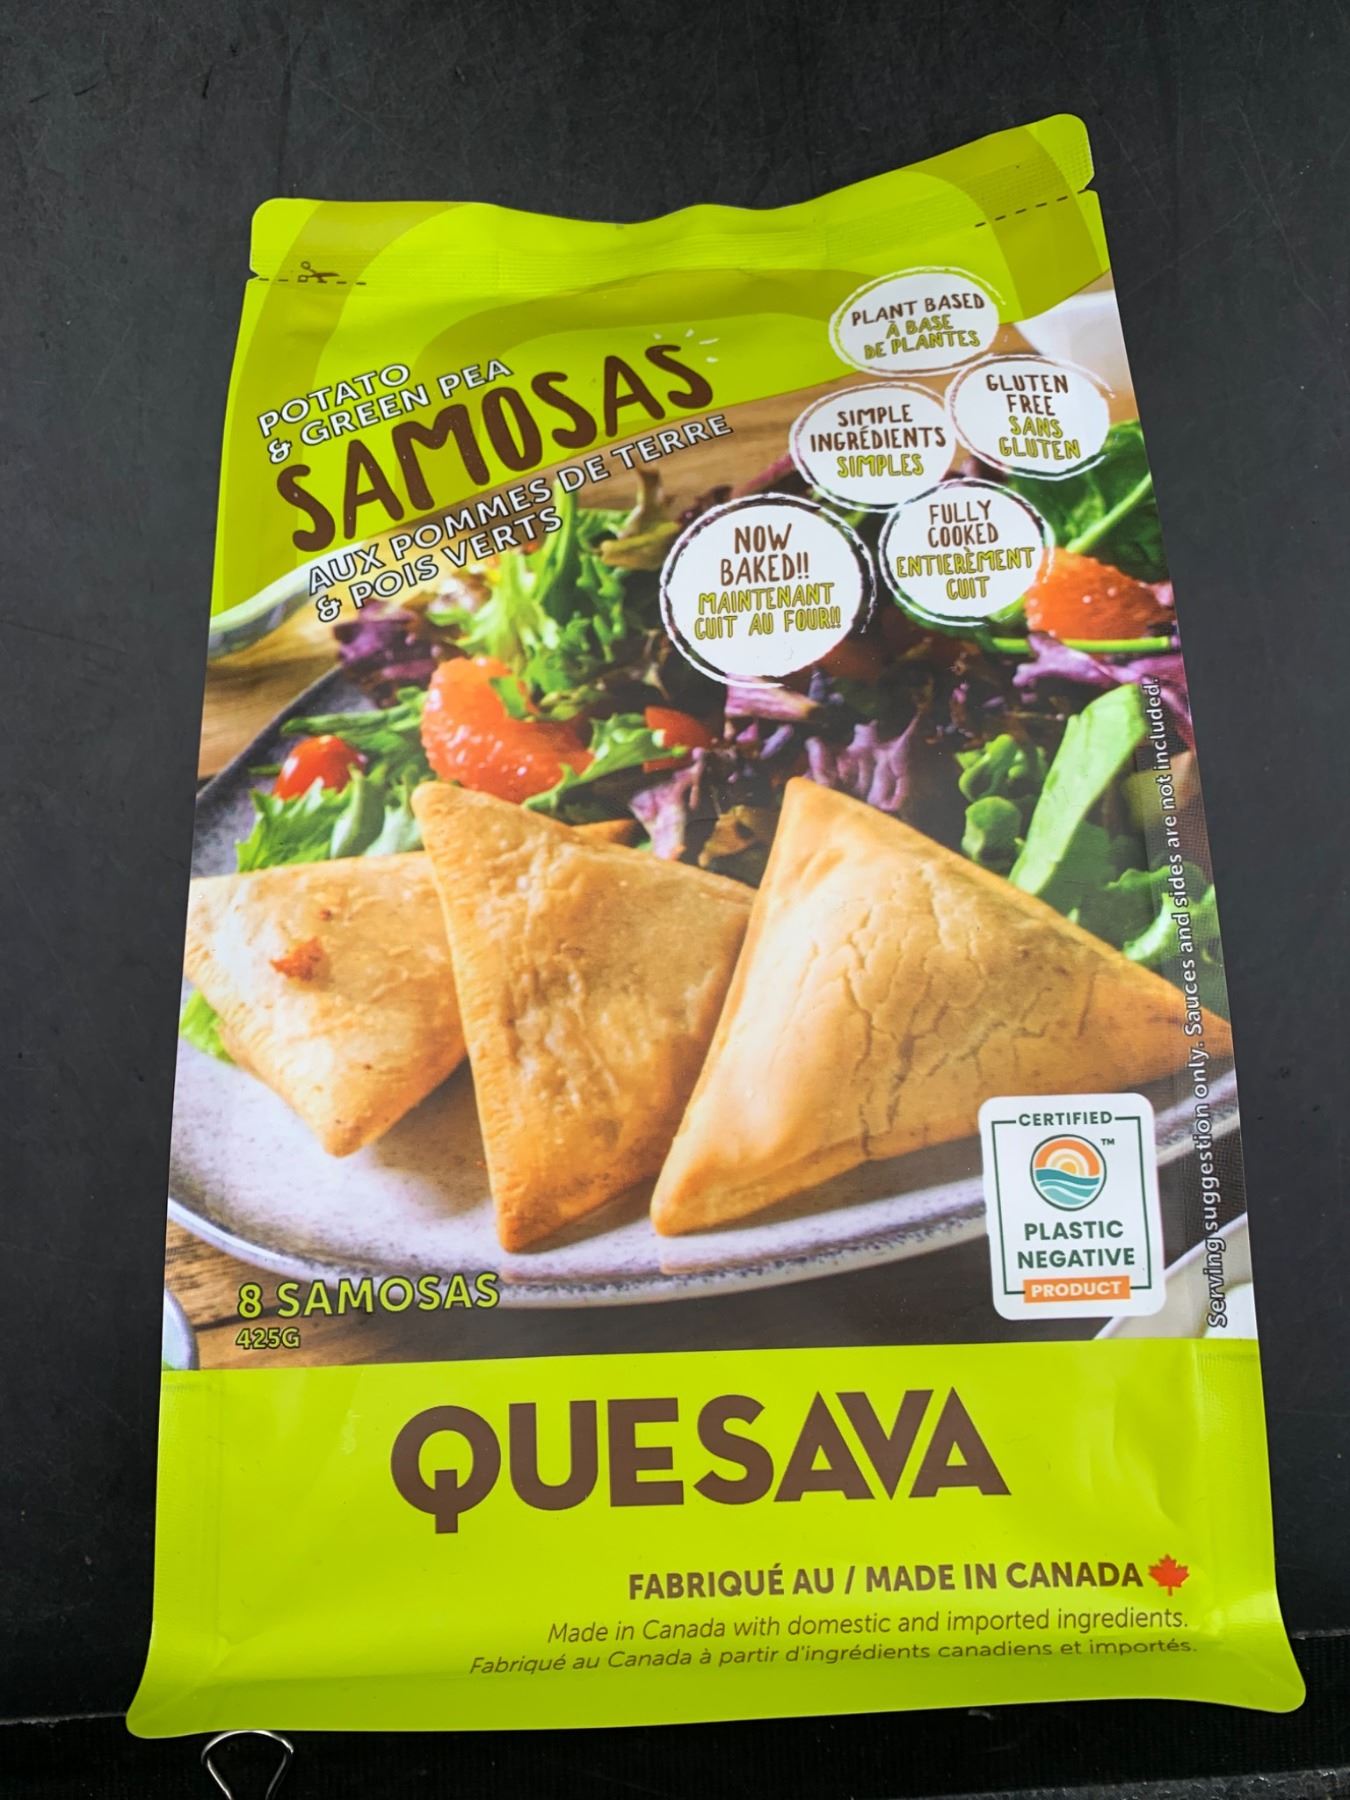 POTATO
& GREEN PEA
SAMOSAS
AUX POMMES DE TERRE
& POIS VERTS
PLANT BASED
À BASE
DE PLANTES
GLUTEN
FREE
SANS
GLUTEN
SIMPLE
INGRÉDIENTS
SIMPLES
FULLY
COOKED
ENTIEREMENT
CUIT
NOW
BAKED!!
MAINTENANT
CUIT AU FOUR!!
Serving suggestion only. Sauces and sides are not included.
CERTIFIED
TM
PLASTIC
NEGATIVE
PRODUCT
8 SAMOSAS
425G
QUESAVA
FABRIQUÉ AU / MADE IN CANADA
Made in Canada with domestic and imported ingredients.
Fabriqué au Canada à partir d'ingrédients canadiens et importés.